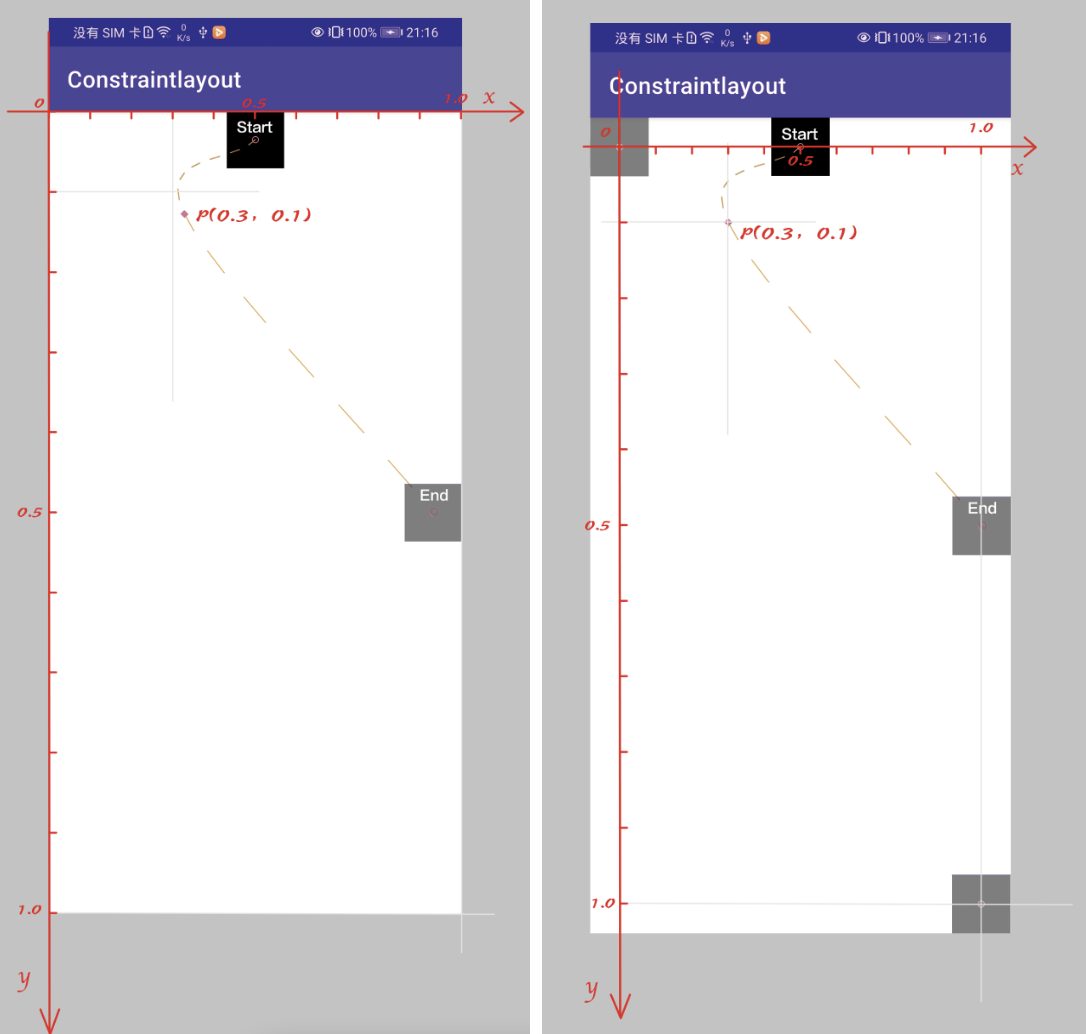 没有 SIM 卡 0 K/s 100% 21:16
Constraintlayout
0 0.5 1.0 x
Start
P(0.3, 0.1)
End
0.5
1.0
y
没有 SIM 卡 0 K/s 100% 21:16
Constraintlayout
0 1.0
Start
0.5
x
P(0.3, 0.1)
End
0.5
1.0
y